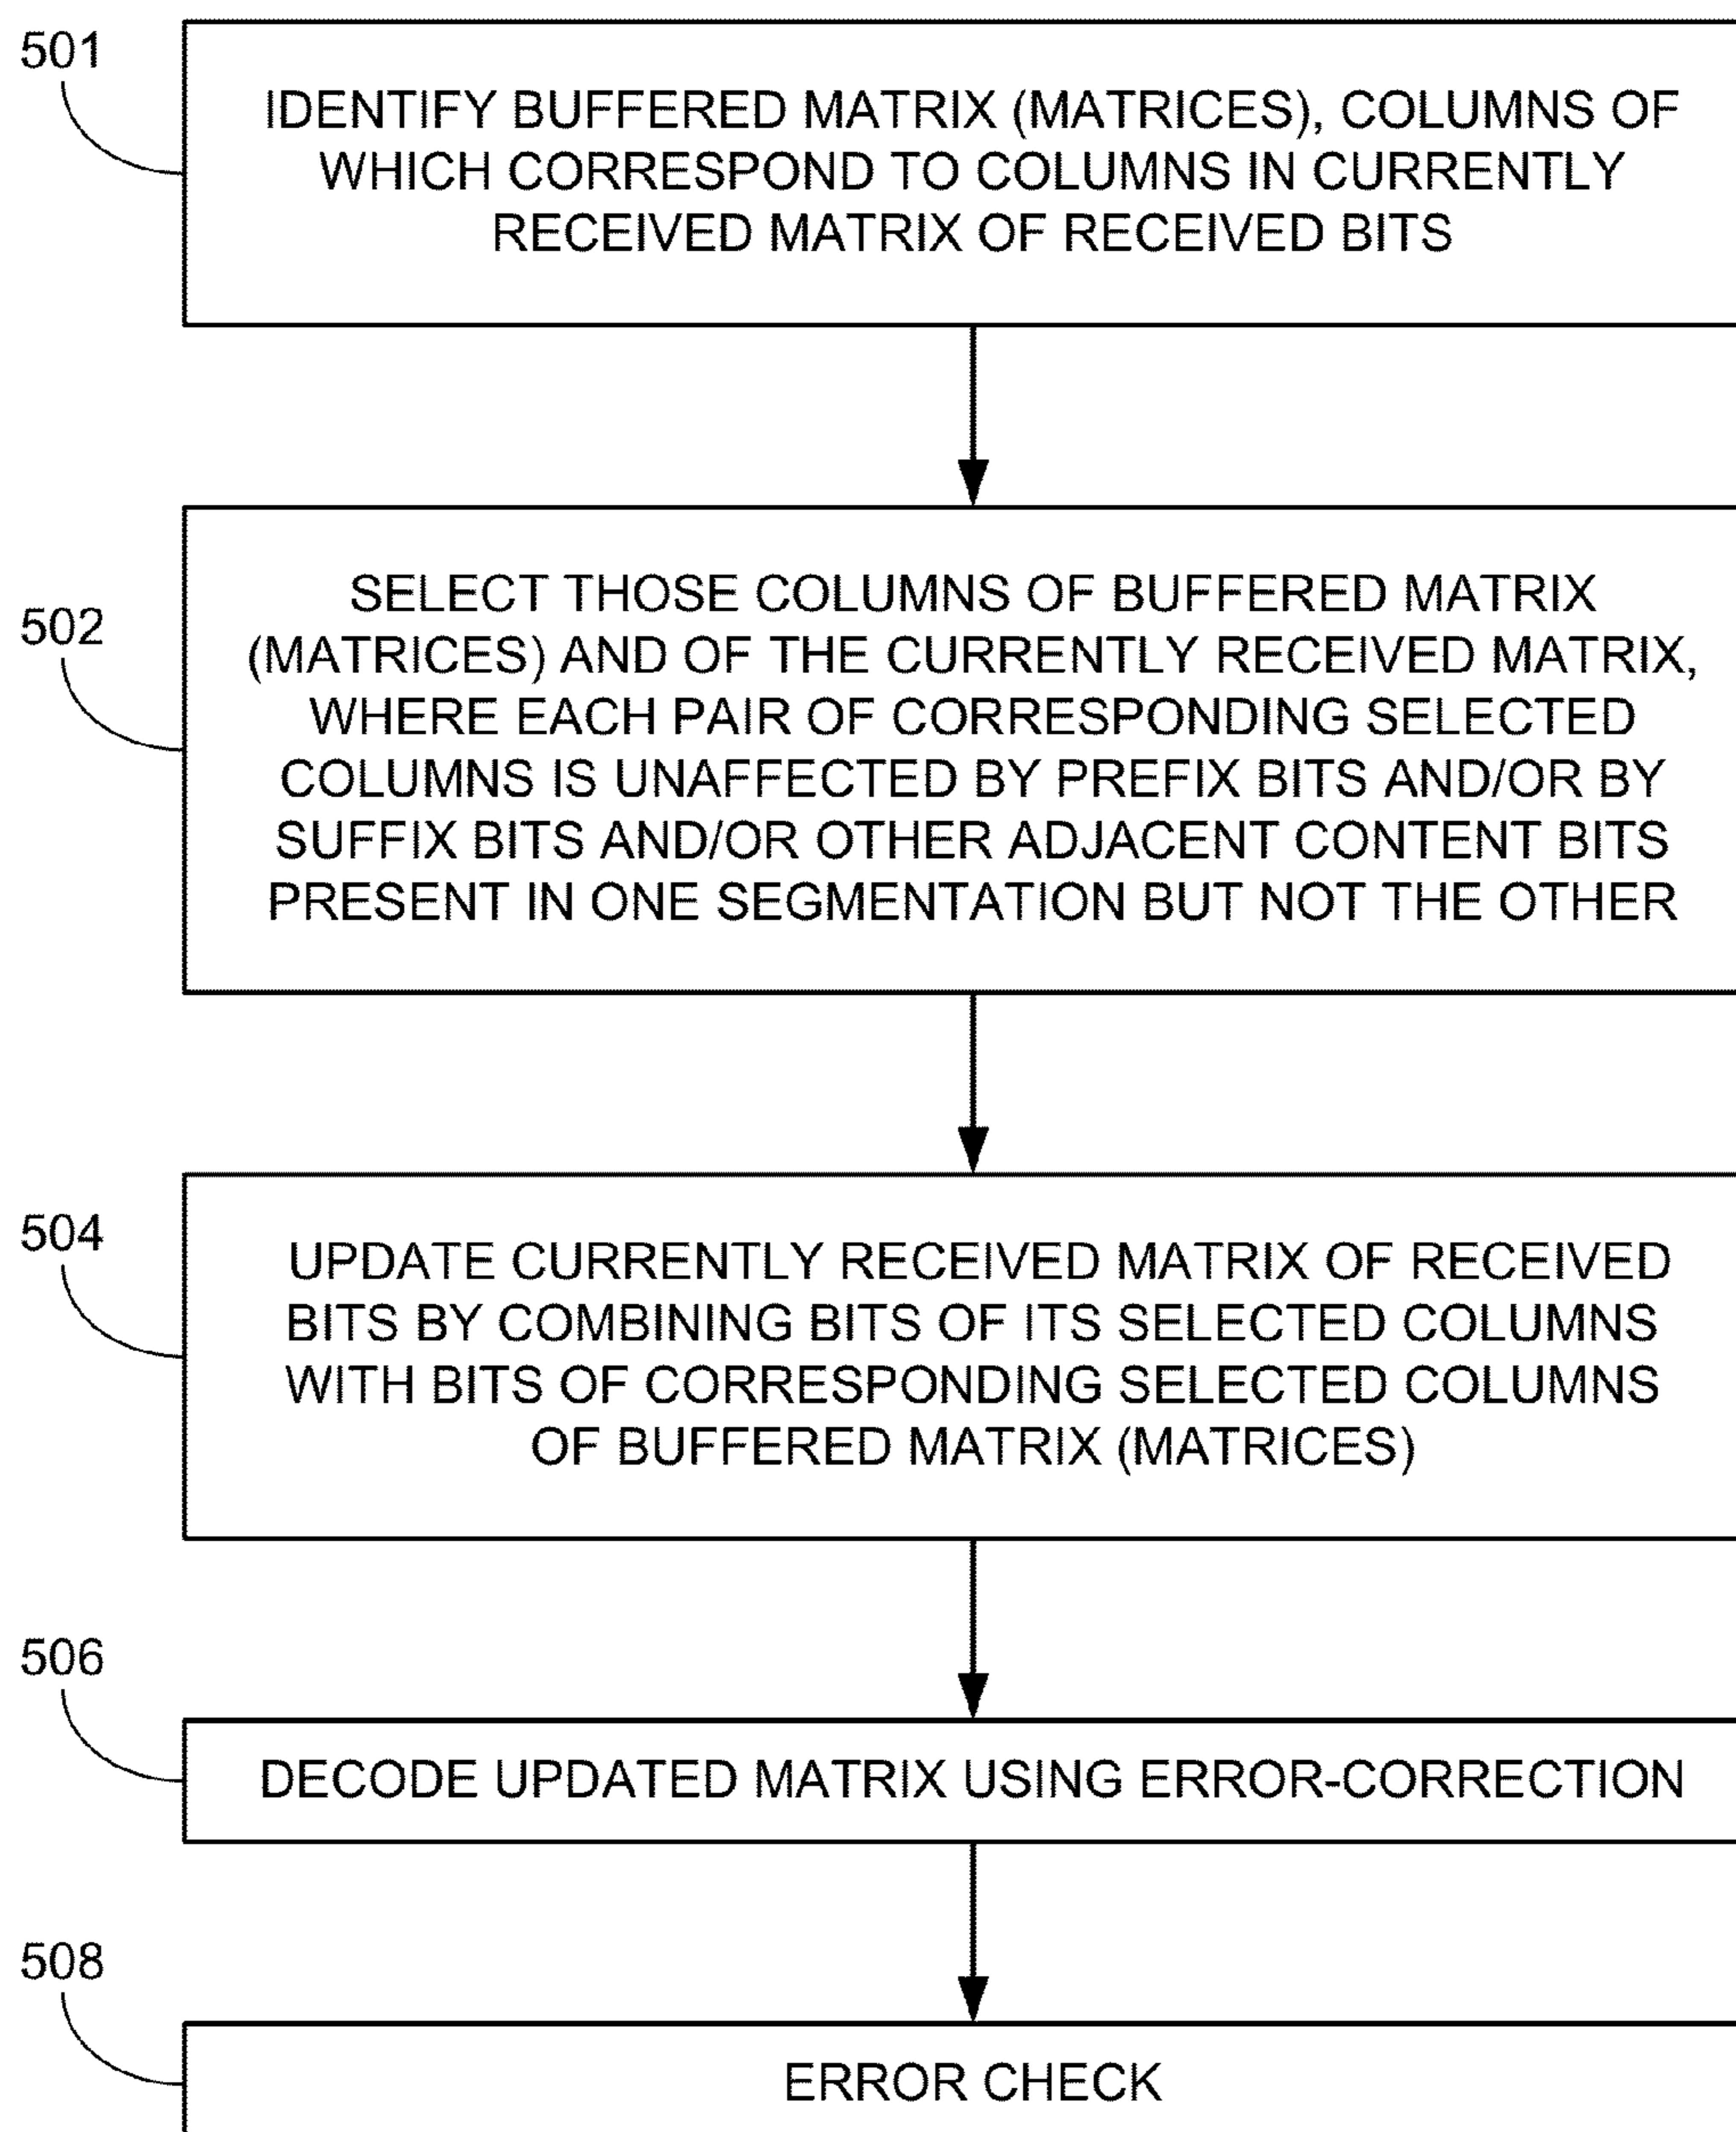 501
IDENTIFY BUFFERED MATRIX (MATRICES), COLUMNS OF
WHICH CORRESPOND TO COLUMNS IN CURRENTLY
RECEIVED MATRIX OF RECEIVED BITS
502
SELECT THOSE COLUMNS OF BUFFERED MATRIX
(MATRICES) AND OF THE CURRENTLY RECEIVED MATRIX,
WHERE EACH PAIR OF CORRESPONDING SELECTED
COLUMNS IS UNAFFECTED BY PREFIX BITS AND/OR BY
SUFFIX BITS AND/OR OTHER ADJACENT CONTENT BITS
PRESENT IN ONE SEGMENTATION BUT NOT THE OTHER
504
UPDATE CURRENTLY RECEIVED MATRIX OF RECEIVED
BITS BY COMBINING BITS OF ITS SELECTED COLUMNS
WITH BITS OF CORRESPONDING SELECTED COLUMNS
OF BUFFERED MATRIX (MATRICES)
506
DECODE UPDATED MATRIX USING ERROR-CORRECTION
508
ERROR CHECK